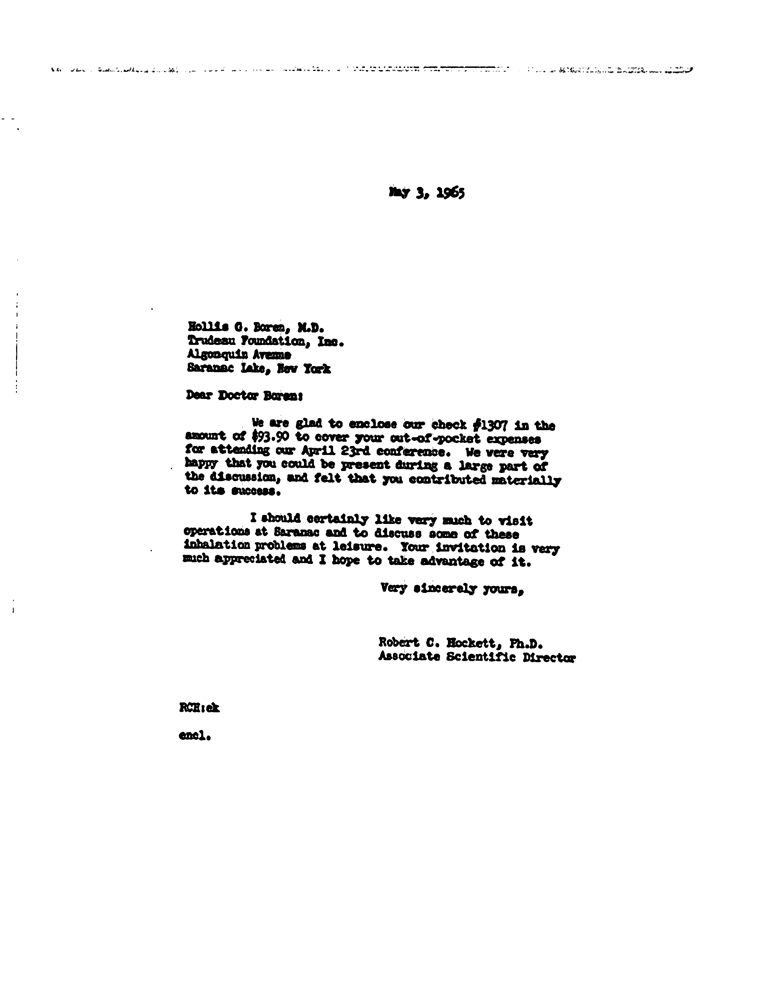 May 3, 1965
Hollis G. Boren, M.D.
Trudeau Foundation, Inc.
Algonquin Avenue
Saranac Lake, New York
Dear Doctor Boren:
We are glad to enclose our check #1307 in the
amount of $93.90 to cover your out-of-pocket expenses
for attending our April 23rd conference. We were very
happy that you could be present during a large part of
the discussion, and felt that you contributed materially
to its success.
I should certainly like very much to visit
operations at Saranac and to discuss some of these
inhalation problems at leisure. Your invitation is very
much appreciated and I hope to take advantage of it.
Very sincerely yours,
Robert C. Hockett, Ph.D.
Associate Scientific Director
RCH:ek
encl.